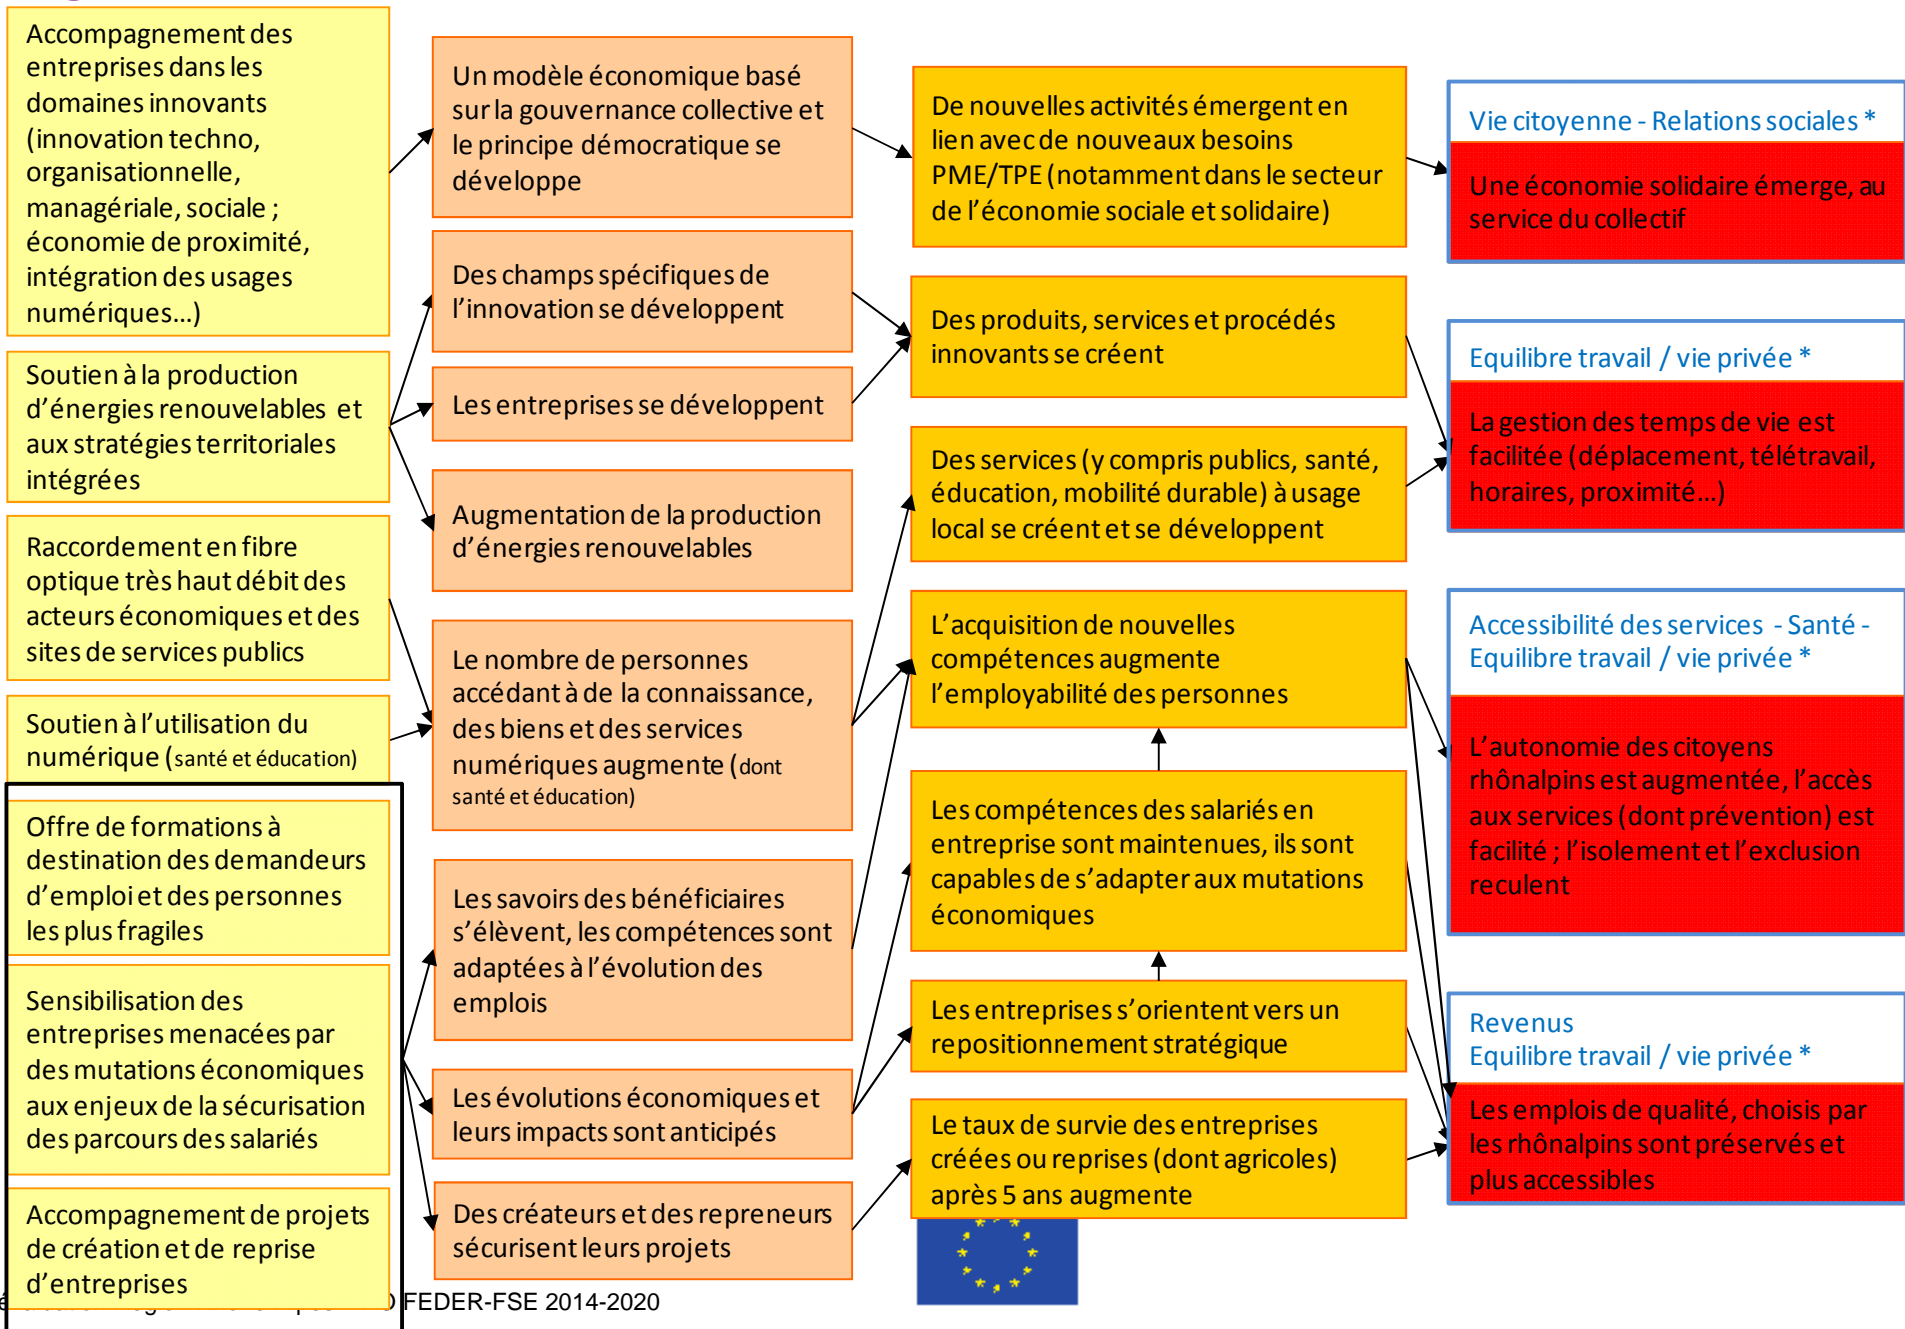 Accompagnement des
entreprises dans les
domaines innovants
(innovation techno,
organisationnelle,
managériale, sociale ;
économie de proximité,
intégration des usages
numériques…)
Soutien à la production
d’énergies renouvelables et
aux stratégies territoriales
intégrées
Raccordement en fibre
optique très haut débit des
acteurs économiques et des
sites de services publics
Soutien à l’utilisation du
numérique (santé et éducation)
Offre de formations à
destination des demandeurs
d’emploi et des personnes
les plus fragiles
Sensibilisation des
entreprises menacées par
des mutations économiques
aux enjeux de la sécurisation
des parcours des salariés
Accompagnement de projets
de création et de reprise
d’entreprises
Un modèle économique basé
sur la gouvernance collective et
le principe démocratique se
développe
Des champs spécifiques de
l’innovation se développent
Les entreprises se développent
Augmentation de la production
d’énergies renouvelables
Le nombre de personnes
accédant à de la connaissance,
des biens et des services
numériques augmente (dont
santé et éducation)
Les savoirs des bénéficiaires
s’élèvent, les compétences sont
adaptées à l’évolution des
emplois
Les évolutions économiques et
leurs impacts sont anticipés
Des créateurs et des repreneurs
sécurisent leurs projets
De nouvelles activités émergent en
lien avec de nouveaux besoins
PME/TPE (notamment dans le secteur
de l’économie sociale et solidaire)
Des produits, services et procédés
innovants se créent
Des services (y compris publics, santé,
éducation, mobilité durable) à usage
local se créent et se développent
L’acquisition de nouvelles
compétences augmente
l’employabilité des personnes
Les compétences des salariés en
entreprise sont maintenues, ils sont
capables de s’adapter aux mutations
économiques
Les entreprises s’orientent vers un
repositionnement stratégique
Le taux de survie des entreprises
créées ou reprises (dont agricoles)
après 5 ans augmente
Vie citoyenne - Relations sociales *
Une économie solidaire émerge, au
service du collectif
Equilibre travail / vie privée *
La gestion des temps de vie est
facilitée (déplacement, télétravail,
horaires, proximité…)
Accessibilité des services - Santé -
Equilibre travail / vie privée *
L’autonomie des citoyens
rhônalpins est augmentée, l’accès
aux services (dont prévention) est
facilité ; l’isolement et l’exclusion
reculent
Revenus
Equilibre travail / vie privée *
Les emplois de qualité, choisis par
les rhônalpins sont préservés et
plus accessibles
FEDER-FSE 2014-2020